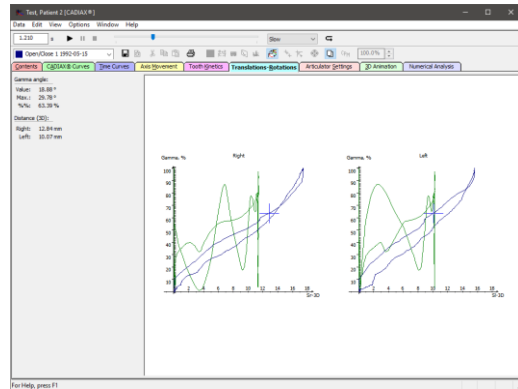 Test, Patient 2 [CADIAX®]
Data Edit View Options Window Help
1.210 s Slow
Open/Close 1 1992-05-15 100.0%
Contents CADIAX® Curves Time Curves Axis Movement Tooth Kinetics Translations-Rotations Articulator Settings 3D Animation Numerical Analysis
Gamma angle:
Value: 18.88 °
Max.: 29.78 °
%%: 63.39 %
Distance (3D):
Right: 12.84 mm
Left: 10.07 mm
Gamma, % Right
100
90
80
70
60
50
40
30
20
10
2 4 6 8 10 12 14 16 18
Sl-3D
Gamma, % Left
100
90
80
70
60
50
40
30
20
10
2 4 6 8 10 12 14 16 18
Sl-3D
For Help, press F1